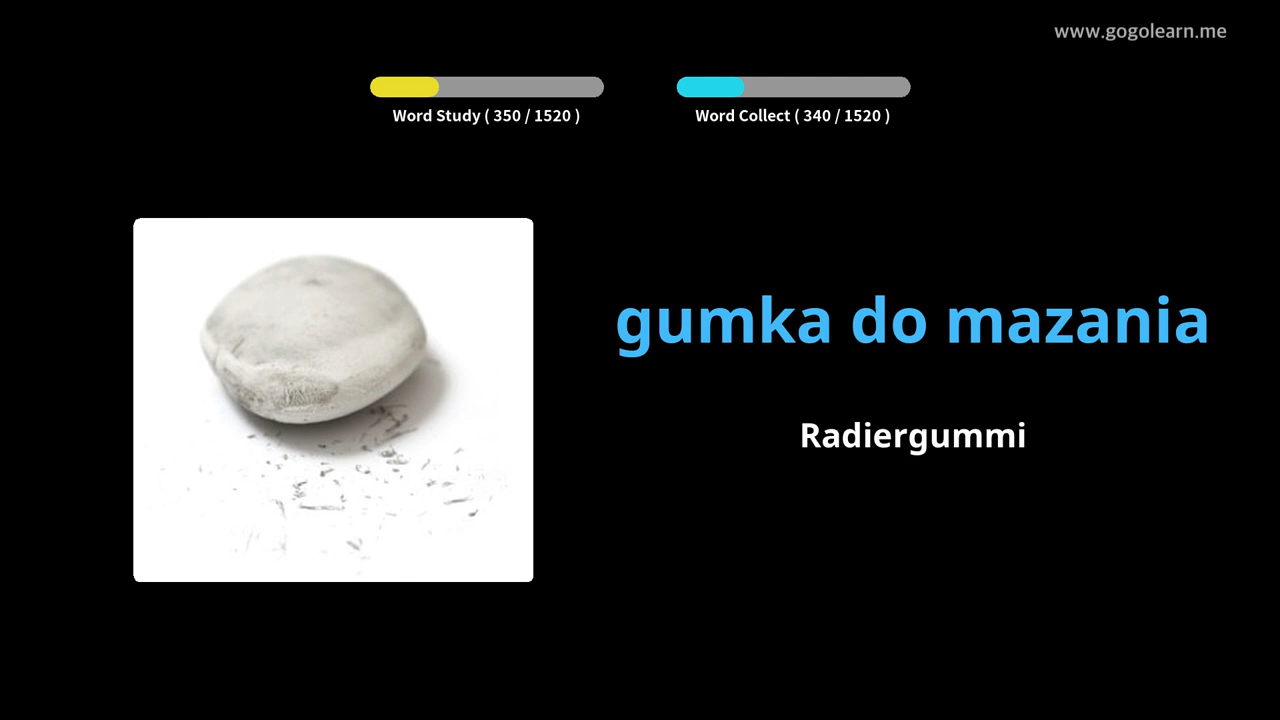 www.gogolearn.me
Word Study ( 350 / 1520 )
Word Collect ( 340 / 1520 )
gumka do mazania
Radiergummi